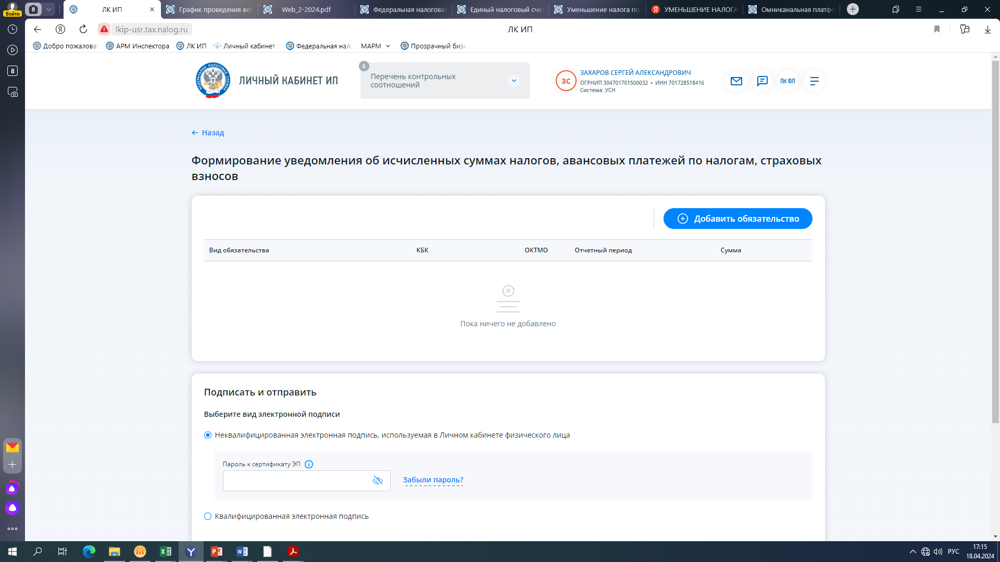 Войти
8
ЛК ИП
График проведения веб
Web_2-2024.pdf
Федеральная налогова
Единый налоговый сче
Уменьшение налога по
УМЕНЬШЕНИЕ НАЛОГА
Омниканальная платфо
lkip-usr.tax.nalog.ru
ЛК ИП
Добро пожаловат
АРМ Инспектора
ЛК ИП
Личный кабинет
Федеральная нало
МАРМ
Прозрачный бизн
8
ЛИЧНЫЙ КАБИНЕТ ИП
6
Перечень контрольных
соотношений
ЗС
ЗАХАРОВ СЕРГЕЙ АЛЕКСАНДРОВИЧ
ОГРНИП 304701701500032 • ИНН 701728518416
Система: УСН
ЛК ФЛ
Назад
Формирование уведомления об исчисленных суммах налогов, авансовых платежей по налогам, страховых
взносов
Добавить обязательство
Вид обязательства
КБК
ОКТМО
Отчетный период
Сумма
Пока ничего не добавлено
Подписать и отправить
Выберите вид электронной подписи
Неквалифицированная электронная подпись, используемая в Личном кабинете физического лица
Пароль к сертификату ЭП
Забыли пароль?
Квалифицированная электронная подпись
РУС
17:15
18.04.2024